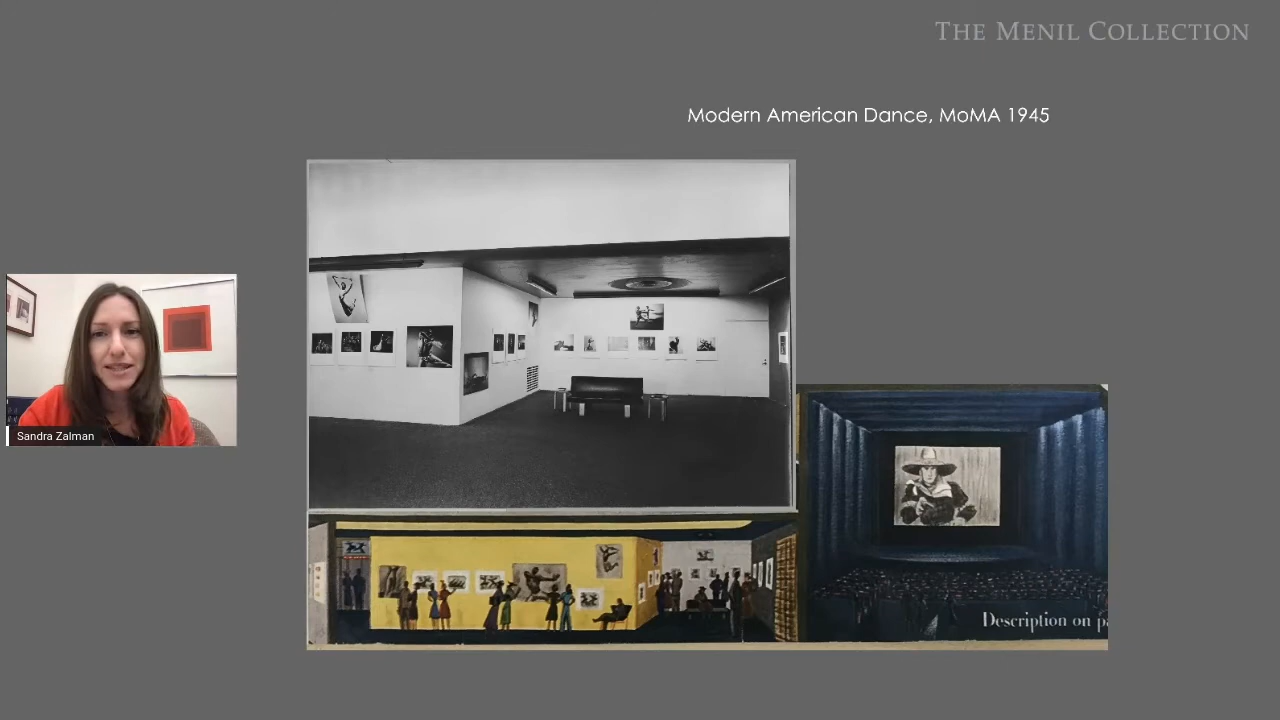 THE MENIL COLLECTION
Modern American Dance, MoMA 1945
Sandra Zalman
Description on